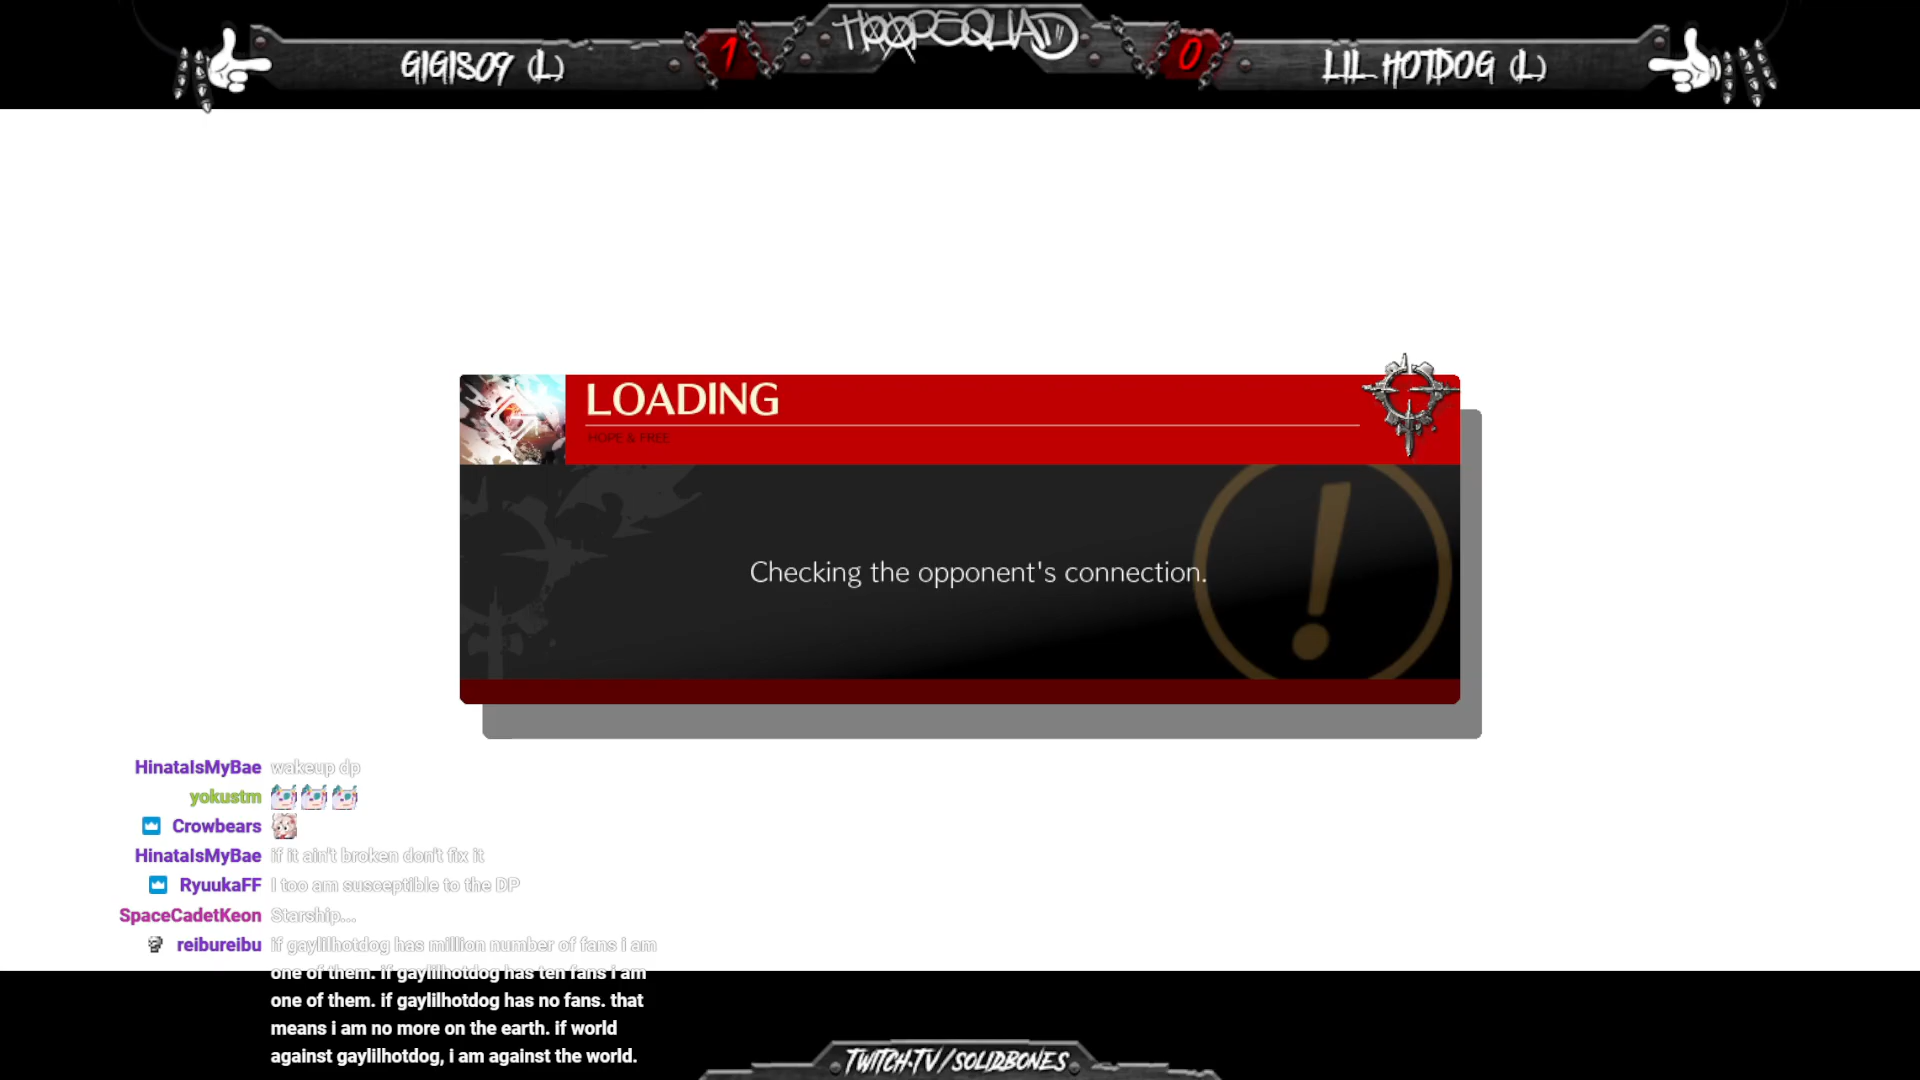 GIGIS09 (L)
1
HOOPSQUAD
0
LIL HOTDOG (L)
LOADING
HOPE & FREE
Checking the opponent's connection.
HinataIsMyBae wakeup dp
yokustm
Crowbears
HinataIsMyBae if it ain't broken don't fix it
RyuukaFF I too am susceptible to the DP
SpaceCadetKeon Starship...
reibureibu if gaylilhotdog has million number of fans i am
one of them. if gaylilhotdog has ten fans i am
one of them. if gaylilhotdog has no fans. that
means i am no more on the earth. if world
against gaylilhotdog, i am against the world.
TWITCH.TV/SOLIDBONES